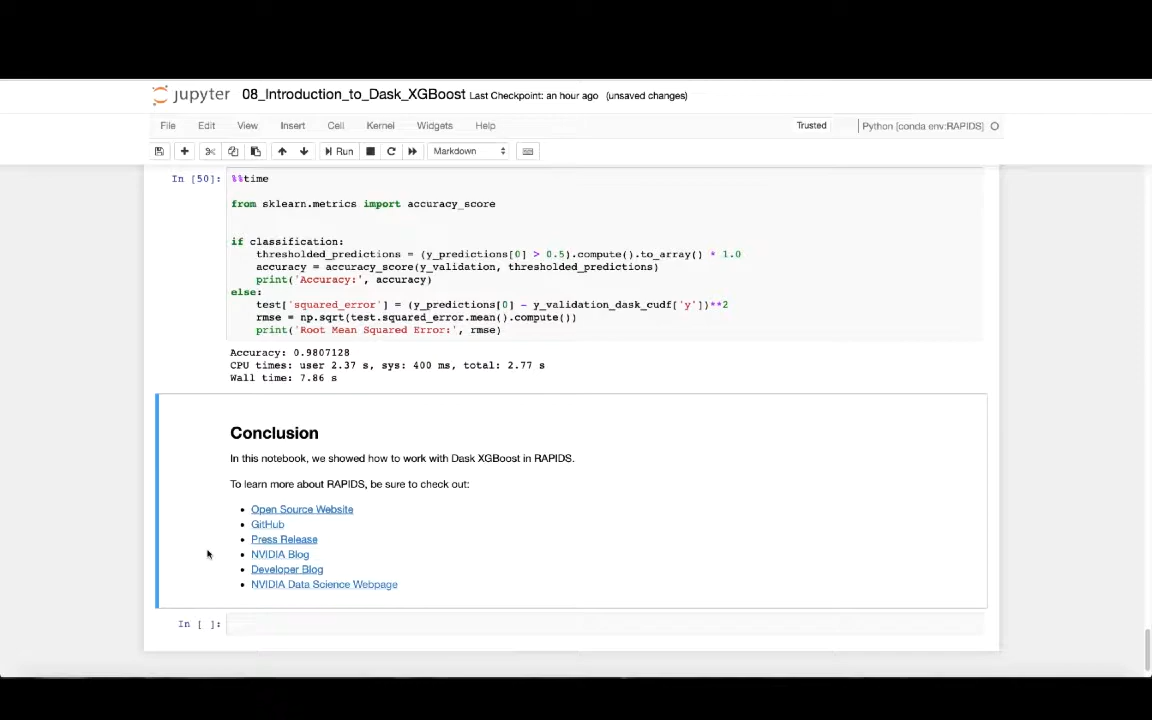 jupyter 08_Introduction_to_Dask_XGBoost Last Checkpoint: an hour ago (unsaved changes)
File Edit View Insert Cell Kernel Widgets Help Trusted Python [conda env:RAPIDS]
Run Markdown
In [50]: %%time
from sklearn.metrics import accuracy_score
if classification:
    thresholded_predictions = (y_predictions[0] > 0.5).compute().to_array() * 1.0
    accuracy = accuracy_score(y_validation, thresholded_predictions)
    print('Accuracy:', accuracy)
else:
    test['squared_error'] = (y_predictions[0] - y_validation_dask_cudf['y'])**2
    rmse = np.sqrt(test.squared_error.mean().compute())
    print('Root Mean Squared Error:', rmse)
Accuracy: 0.9807128
CPU times: user 2.37 s, sys: 400 ms, total: 2.77 s
Wall time: 7.86 s
Conclusion
In this notebook, we showed how to work with Dask XGBoost in RAPIDS.
To learn more about RAPIDS, be sure to check out:
• Open Source Website
• GitHub
• Press Release
• NVIDIA Blog
• Developer Blog
• NVIDIA Data Science Webpage
In [ ]: